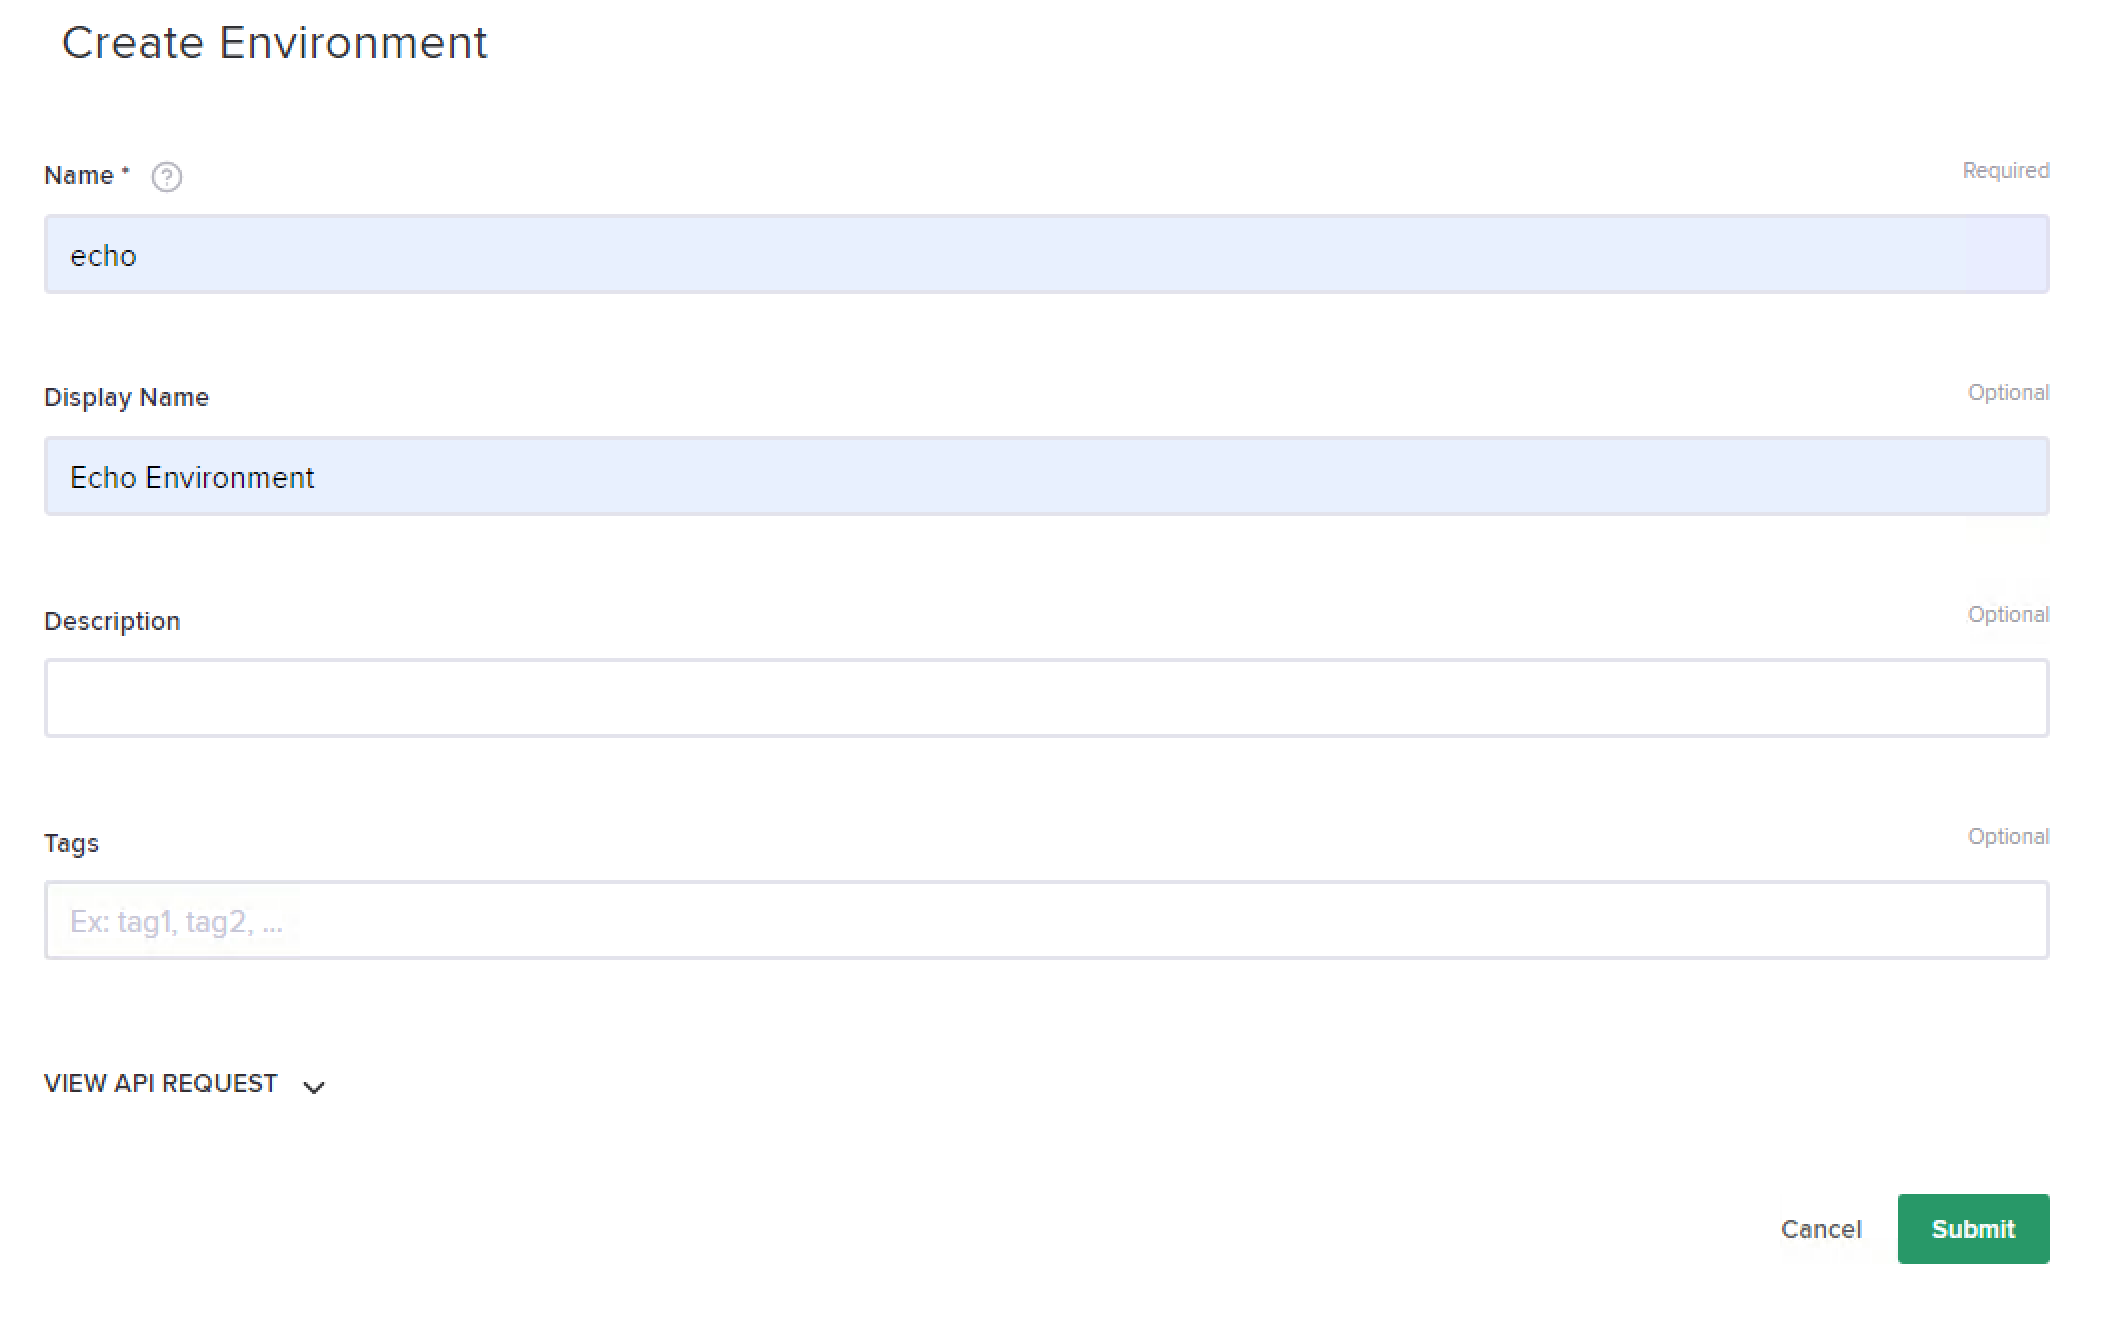 Create Environment
Name * ?
Required
echo
Display Name
Optional
Echo Environment
Description
Optional
Tags
Optional
Ex: tag1, tag2, ...
VIEW API REQUEST
Cancel
Submit